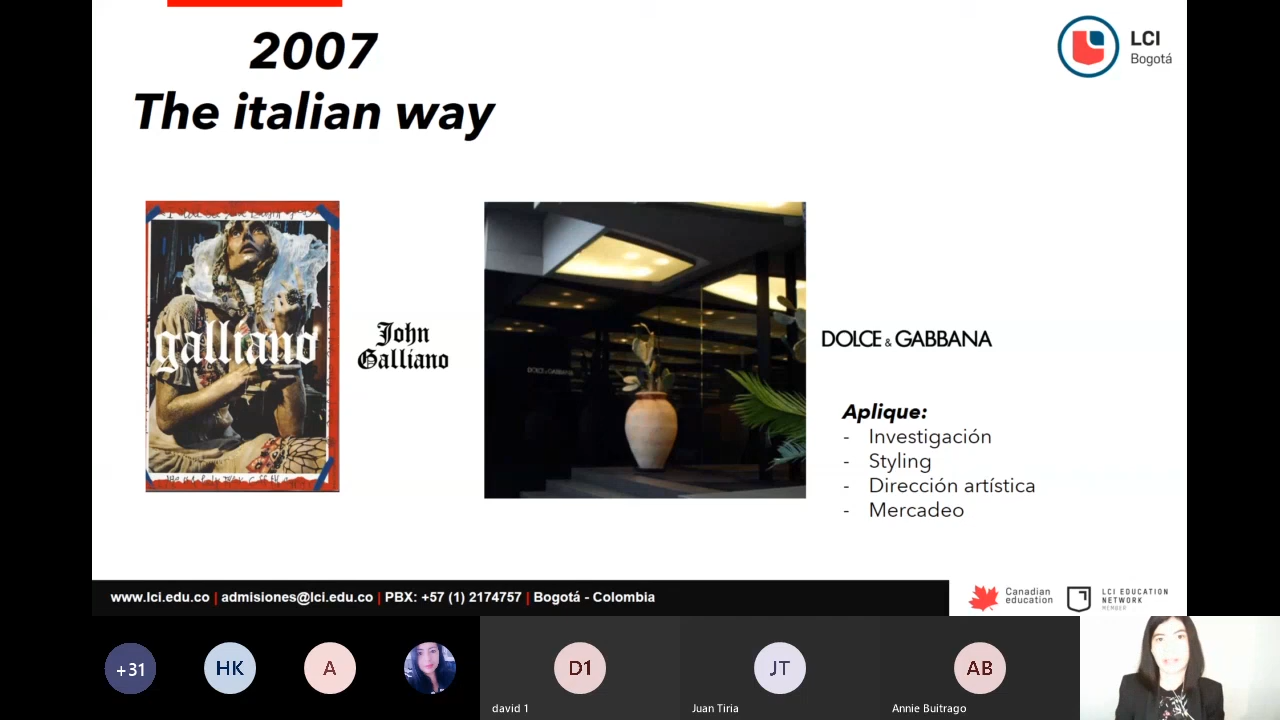 2007
The italian way
LCI
Bogotá
galliano
John
Galliano
DOLCE & GABBANA
DOLCE & GABBANA
Aplique:
- Investigación
- Styling
- Dirección artística
- Mercadeo
www.lci.edu.co | admisiones@lci.edu.co | PBX: +57 (1) 2174757 | Bogotá - Colombia
Canadian
education
LCI EDUCATION
NETWORK
MEMBER
+31
HK
A
D1
JT
AB
david 1
Juan Tiria
Annie Buitrago